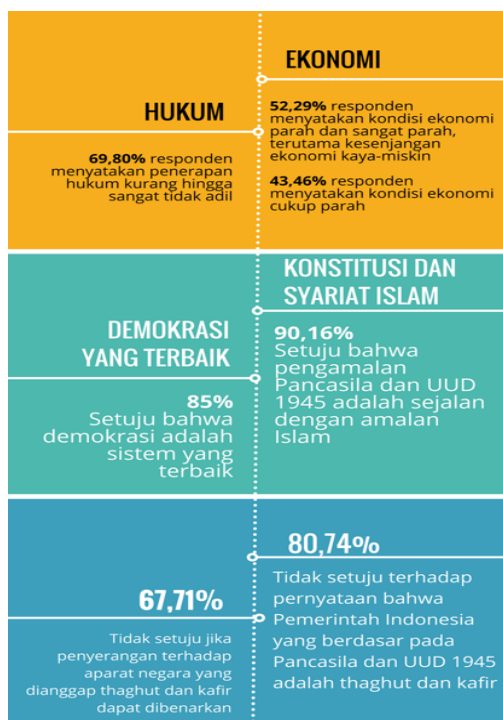 EKONOMI
52,29% responden
menyatakan kondisi ekonomi
parah dan sangat parah,
terutama kesenjangan
ekonomi kaya-miskin
43,46% responden
menyatakan kondisi ekonomi
cukup parah
HUKUM
69,80% responden
menyatakan penerapan
hukum kurang hingga
sangat tidak adil
KONSTITUSI DAN
SYARIAT ISLAM
90,16%
Setuju bahwa
pengamalan
Pancasila dan UUD
1945 adalah sejalan
dengan amalan
Islam
DEMOKRASI
YANG TERBAIK
85%
Setuju bahwa
demokrasi adalah
sistem yang
terbaik
80,74%
Tidak setuju terhadap
pernyataan bahwa
Pemerintah Indonesia
yang berdasar pada
Pancasila dan UUD 1945
adalah thaghut dan kafir
67,71%
Tidak setuju jika
penyerangan terhadap
aparat negara yang
dianggap thaghut dan kafir
dapat dibenarkan